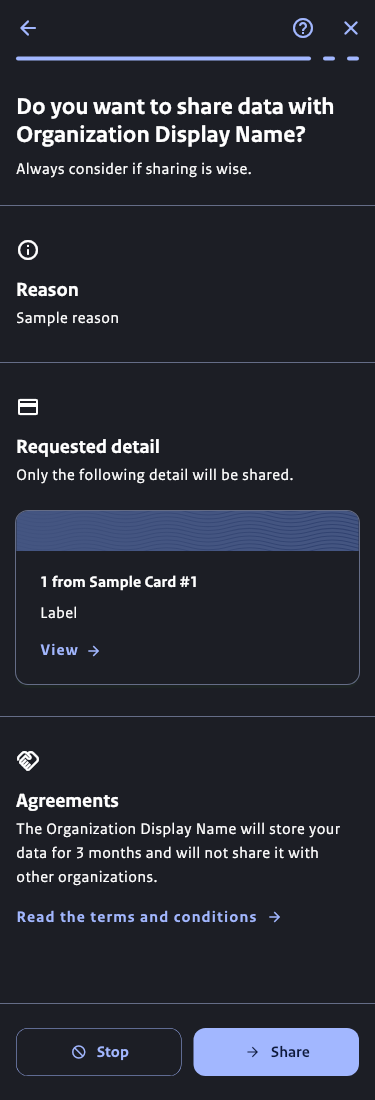 Do you want to share data with
Organization Display Name?
Always consider if sharing is wise.
Reason
Sample reason
Requested detail
Only the following detail will be shared.
1 from Sample Card #1
Label
View
Agreements
The Organization Display Name will store your
data for 3 months and will not share it with
other organizations.
Read the terms and conditions
Stop
Share